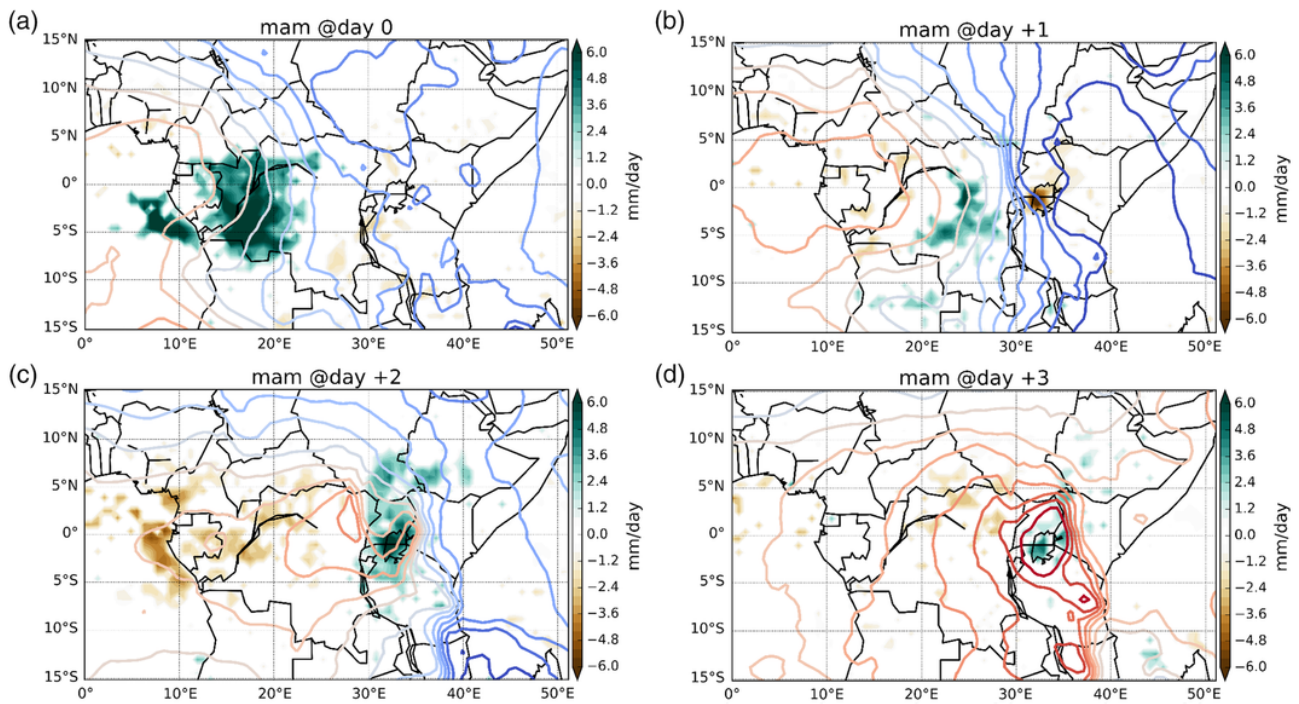 (a) mam @day 0
15°N
10°N
5°N
0°
5°S
10°S
15°S
0° 10°E 20°E 30°E 40°E 50°E
6.0
4.8
3.6
2.4
1.2
0.0
−1.2
−2.4
−3.6
−4.8
−6.0
mm/day
(b) mam @day +1
15°N
10°N
5°N
0°
5°S
10°S
15°S
0° 10°E 20°E 30°E 40°E 50°E
6.0
4.8
3.6
2.4
1.2
0.0
−1.2
−2.4
−3.6
−4.8
−6.0
mm/day
(c) mam @day +2
15°N
10°N
5°N
0°
5°S
10°S
15°S
0° 10°E 20°E 30°E 40°E 50°E
6.0
4.8
3.6
2.4
1.2
0.0
−1.2
−2.4
−3.6
−4.8
−6.0
mm/day
(d) mam @day +3
15°N
10°N
5°N
0°
5°S
10°S
15°S
0° 10°E 20°E 30°E 40°E 50°E
6.0
4.8
3.6
2.4
1.2
0.0
−1.2
−2.4
−3.6
−4.8
−6.0
mm/day